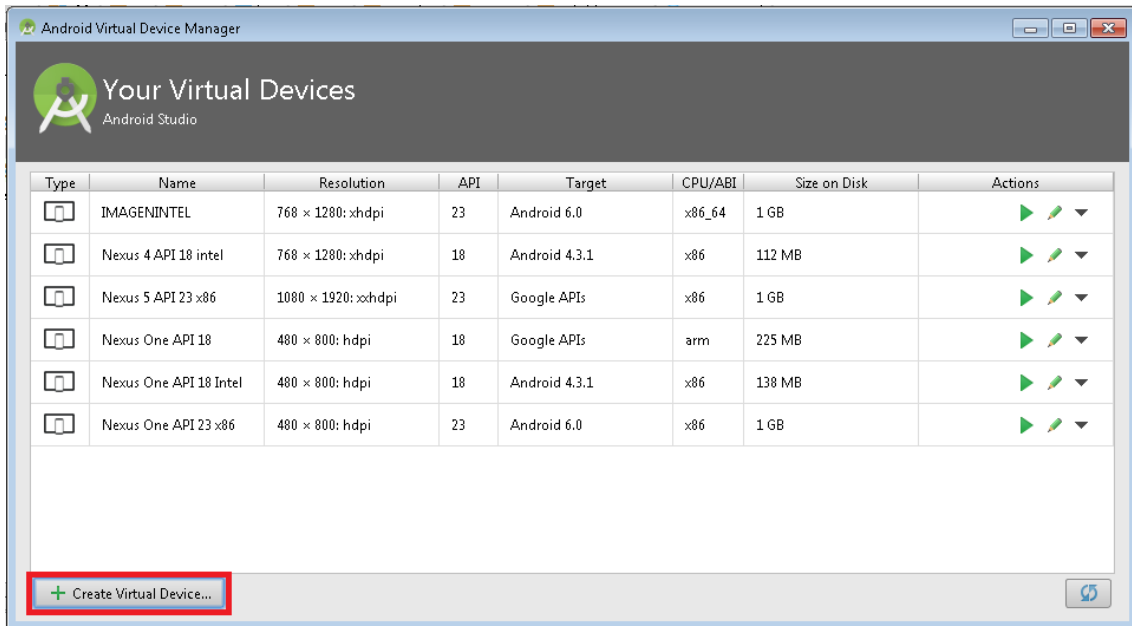 Android Virtual Device Manager
Your Virtual Devices
Android Studio
Type Name Resolution API Target CPU/ABI Size on Disk Actions
IMAGENINTEL 768 × 1280: xhdpi 23 Android 6.0 x86_64 1 GB
Nexus 4 API 18 intel 768 × 1280: xhdpi 18 Android 4.3.1 x86 112 MB
Nexus 5 API 23 x86 1080 × 1920: xxhdpi 23 Google APIs x86 1 GB
Nexus One API 18 480 × 800: hdpi 18 Google APIs arm 225 MB
Nexus One API 18 Intel 480 × 800: hdpi 18 Android 4.3.1 x86 138 MB
Nexus One API 23 x86 480 × 800: hdpi 23 Android 6.0 x86 1 GB
Create Virtual Device...